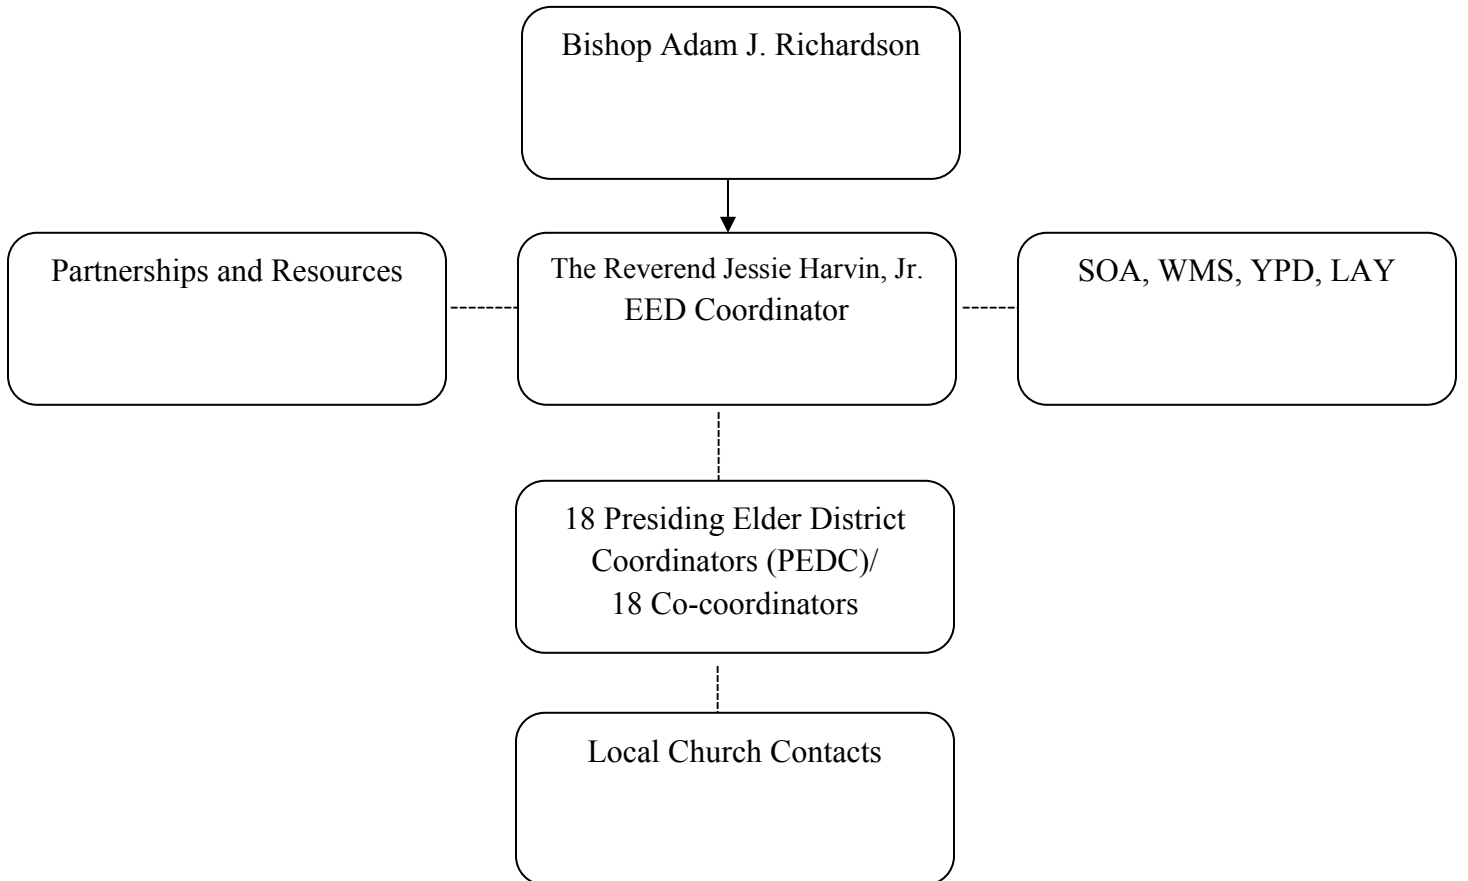 Bishop Adam J. Richardson
Partnerships and Resources
The Reverend Jessie Harvin, Jr.
EED Coordinator
SOA, WMS, YPD, LAY
18 Presiding Elder District
Coordinators (PEDC)/
18 Co-coordinators
Local Church Contacts